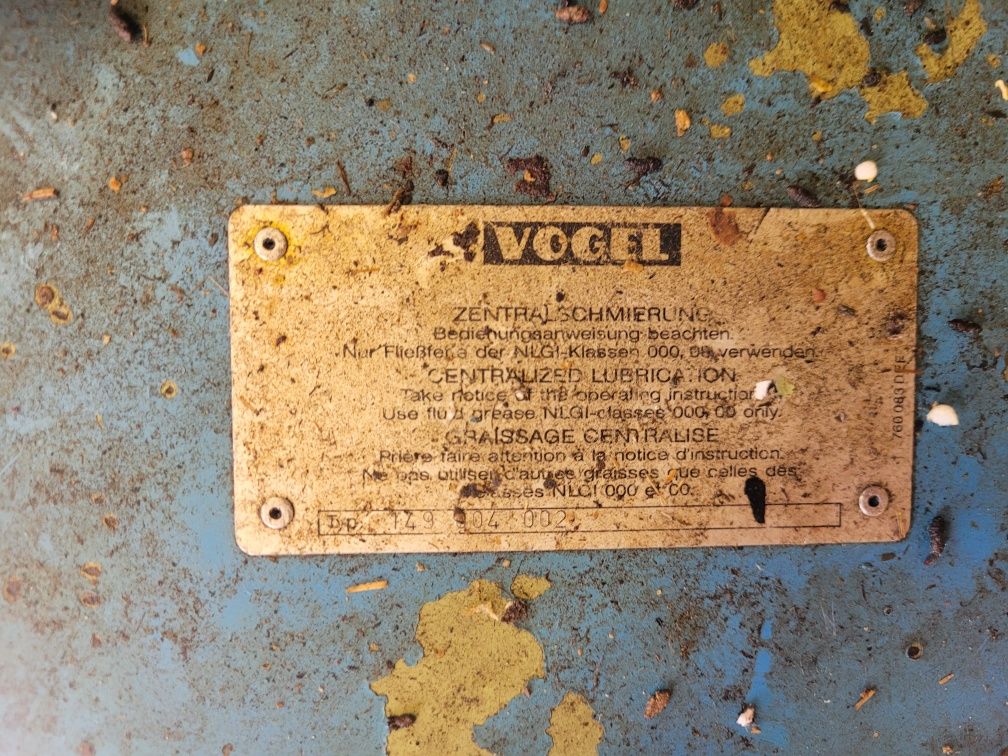 VOGEL
ZENTRALSCHMIERUNG
Bedienungsanweisung beachten.
Nur Fließfette der NLGI-Klassen 000, 00 verwenden.
CENTRALIZED LUBRICATION
Take notice of the operating instruction.
Use fluid grease NLGI-classes 000, 00 only.
GRAISSAGE CENTRALISE
Prière faire attention à la notice d'instruction.
Ne pas utiliser d'autres graisses que celles des
classes NLGI 000 et 00.
149 904 002